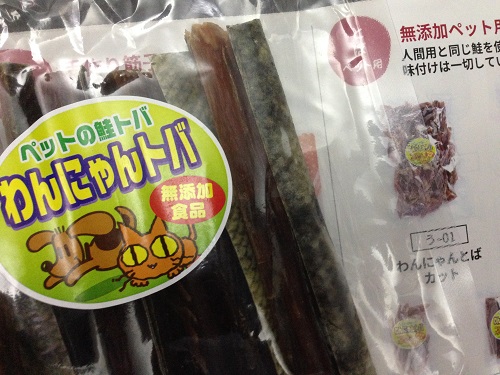 ペットの鮭トバ
わんにゃんトバ
無添加
食品
無添加ペット用
人間用と同じ鮭を使
味付けは一切してい
用
う-01
わんにゃんとば
カット